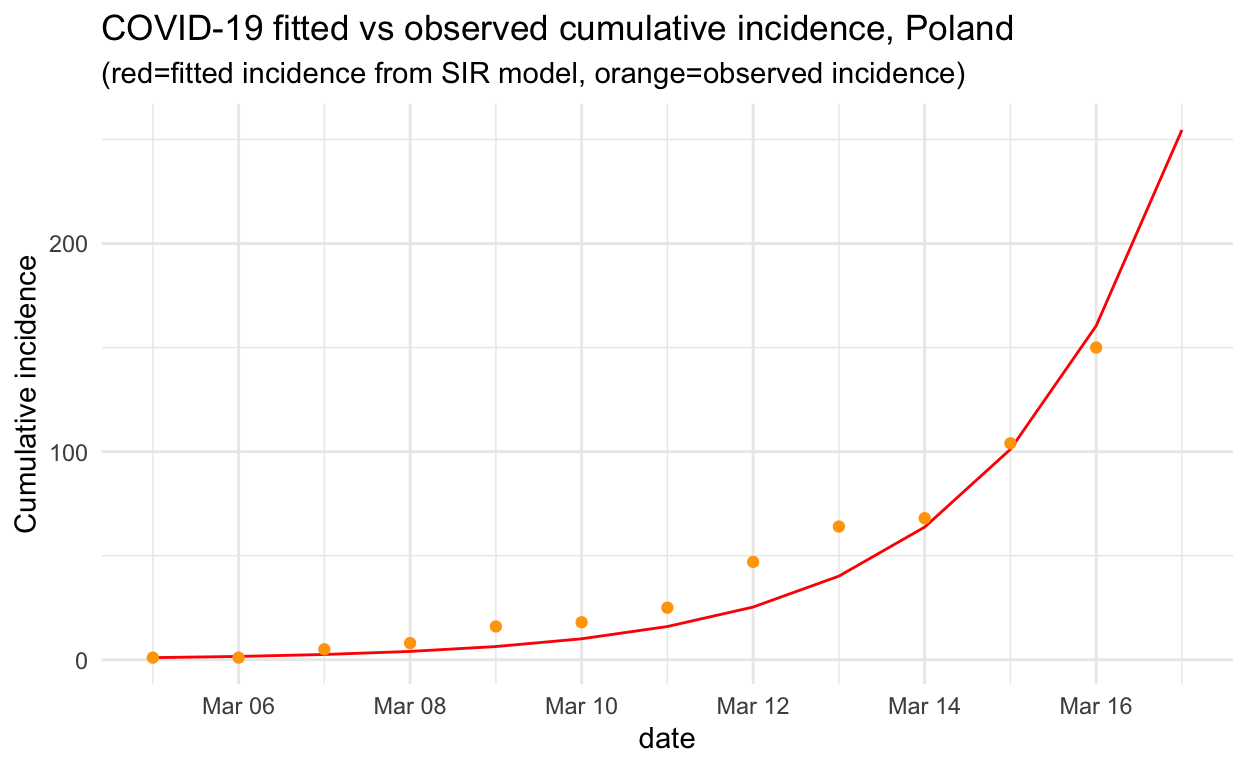 COVID-19 fitted vs observed cumulative incidence, Poland
(red=fitted incidence from SIR model, orange=observed incidence)
Cumulative incidence
200
100
0
Mar 06 Mar 08 Mar 10 Mar 12 Mar 14 Mar 16
date